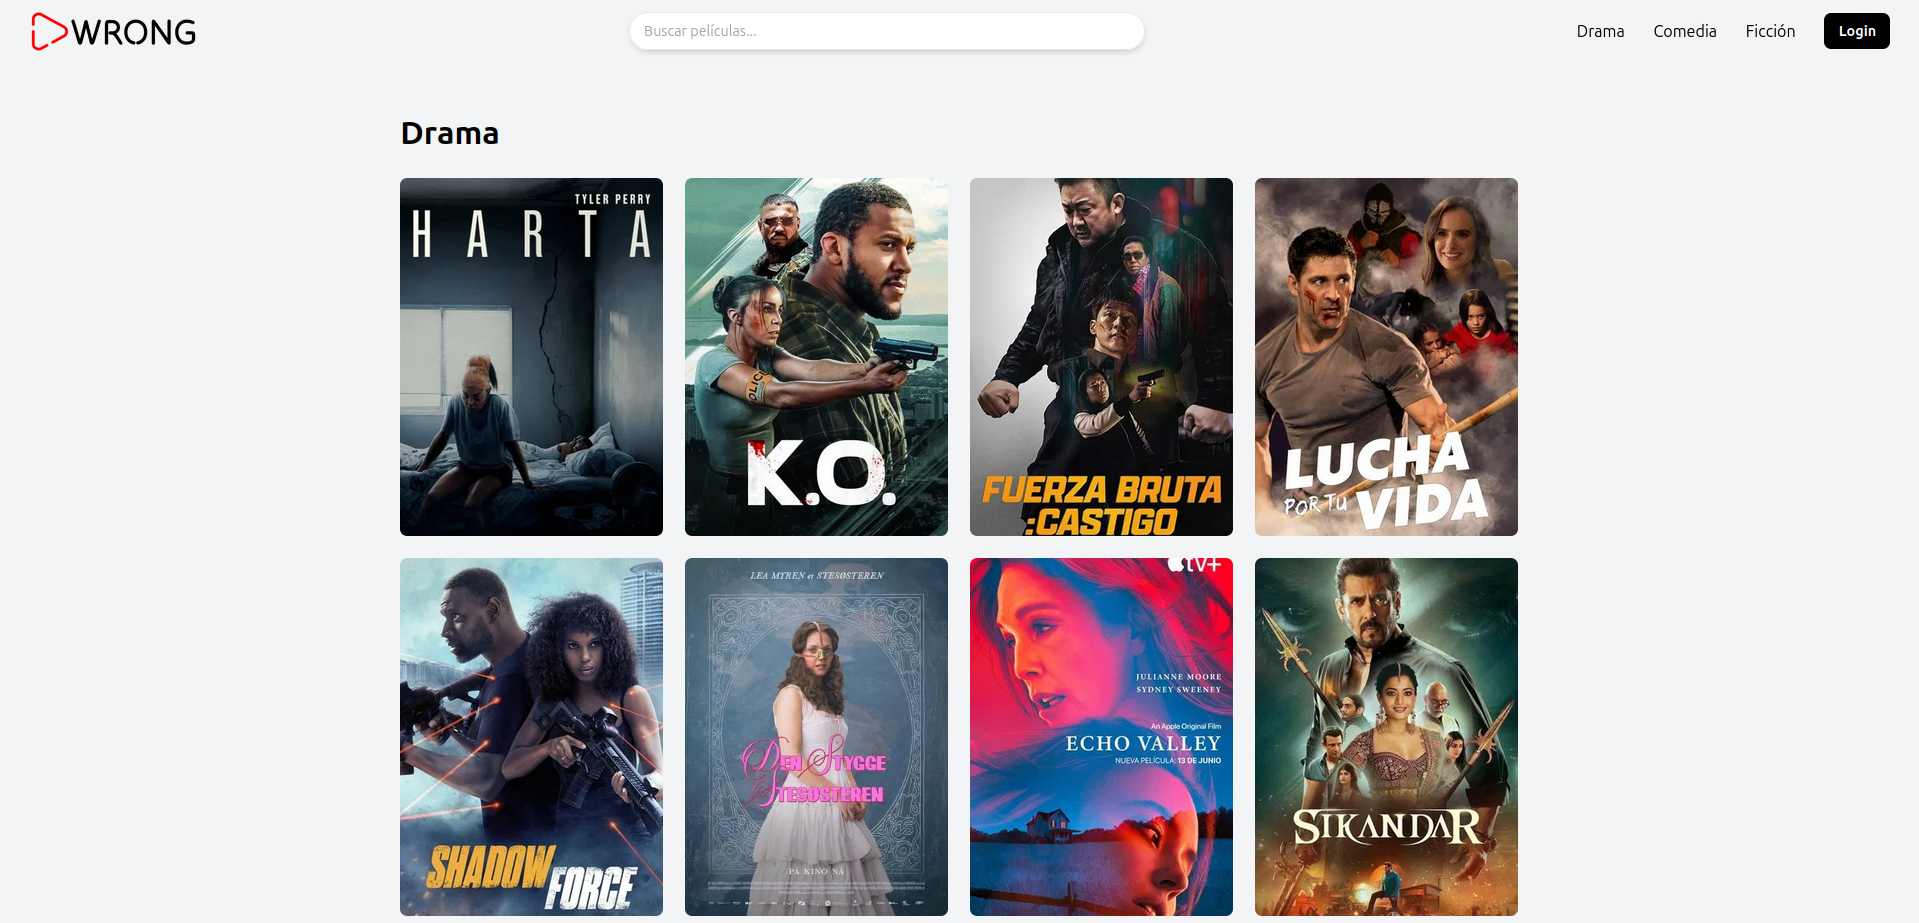 WRONG
Buscar películas...
Drama
Comedia
Ficción
Login
Drama
TYLER PERRY
HARTA
K.O.
FUERZA BRUTA
:CASTIGO
LUCHA
POR TU VIDA
SHADOW
FORCE
LEA MYREN er STESØSTEREN
DEN STYGGE
STESØSTEREN
PÅ KINO NÅ
tv+
JULIANNE MOORE
SYDNEY SWEENEY
An Apple Original Film
ECHO VALLEY
NUEVA PELÍCULA, 13 DE JUNIO
SIKANDAR